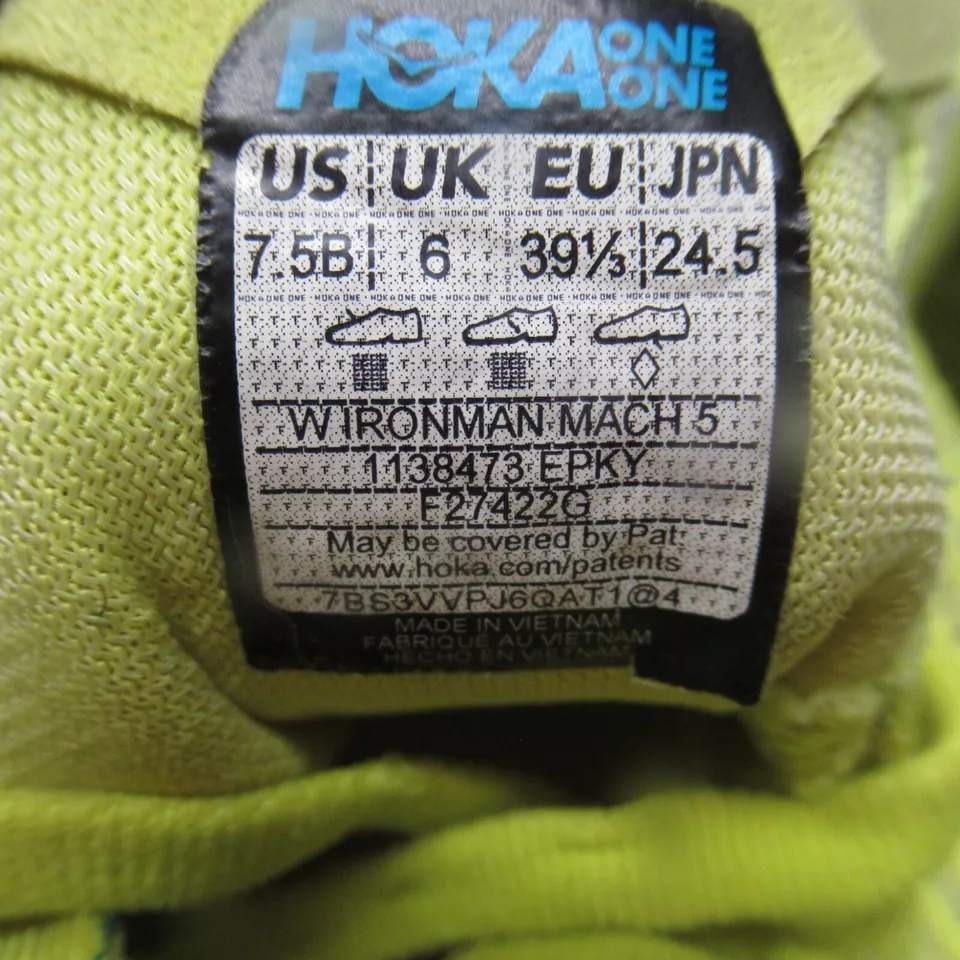 HOKA ONE ONE
US UK EU JPN
7.5B 6 39⅓ 24.5
W IRONMAN MACH 5
1138473 EPKY
F27422G
May be covered by Pat:
www.hoka.com/patents
7BS3VVPJ6QAT1@4
MADE IN VIETNAM
FABRIQUÉ AU VIETNAM
HECHO EN VIETNAM